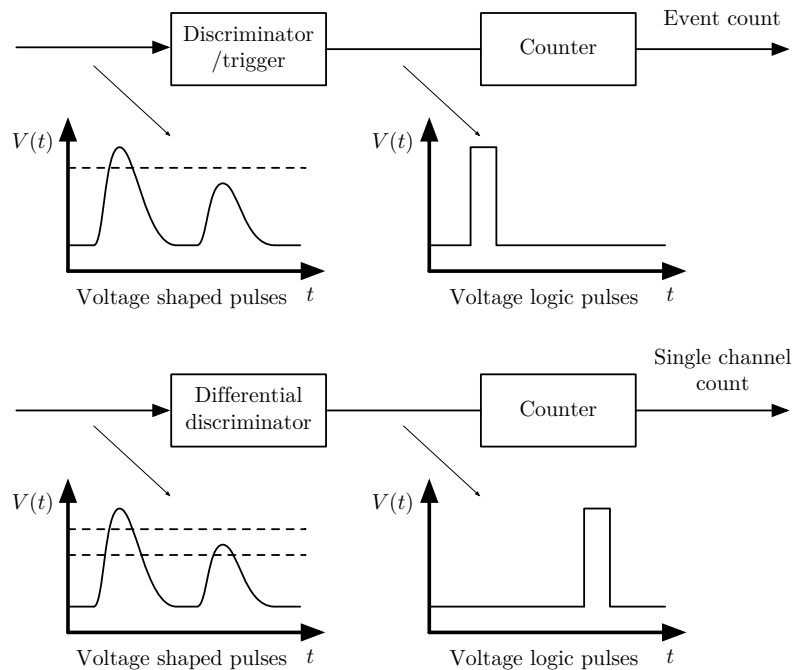 Event count
Discriminator
/trigger
Counter
V(t)
V(t)
Voltage shaped pulses t
Voltage logic pulses t
Single channel
count
Differential
discriminator
Counter
V(t)
V(t)
Voltage shaped pulses t
Voltage logic pulses t